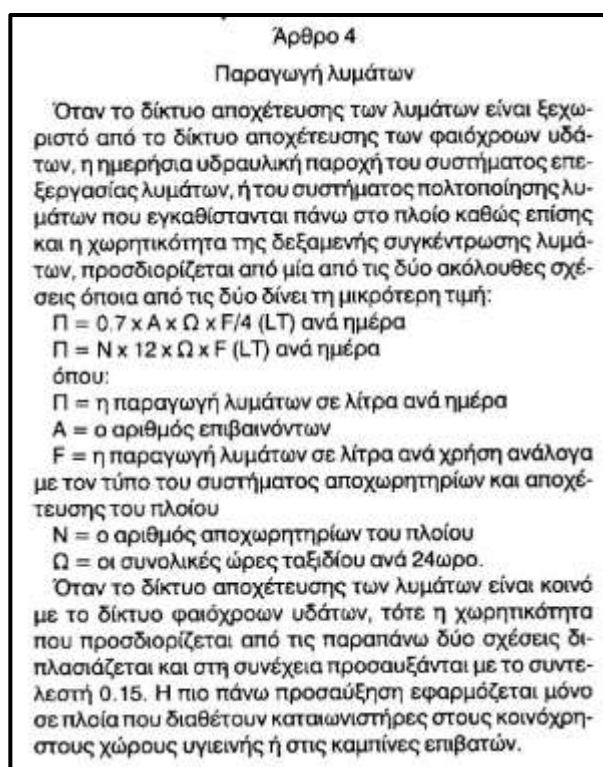 Άρθρο 4
Παραγωγή λυμάτων
Όταν το δίκτυο αποχέτευσης των λυμάτων είναι ξεχω-
ριστό από το δίκτυο αποχέτευσης των φαιόχροων υδά-
των, η ημερήσια υδραυλική παροχή του συστήματος επε-
ξεργασίας λυμάτων, ή του συστήματος πολτοποίησης λυ-
μάτων που εγκαθίστανται πάνω στο πλοίο καθώς επίσης
και η χωρητικότητα της δεξαμενής συγκέντρωσης λυμά-
των, προσδιορίζεται από μία από τις δύο ακόλουθες σχέ-
σεις όποια από τις δύο δίνει τη μικρότερη τιμή:
Π = 0.7 x Α x Ω x F/4 (LT) ανά ημέρα
Π = Ν x 12 x Ω x F (LT) ανά ημέρα
όπου:
Π = η παραγωγή λυμάτων σε λίτρα ανά ημέρα
Α = ο αριθμός επιβαινόντων
F = η παραγωγή λυμάτων σε λίτρα ανά χρήση ανάλογα
με τον τύπο του συστήματος αποχωρητηρίων και αποχέ-
τευσης του πλοίου
Ν = ο αριθμός αποχωρητηρίων του πλοίου
Ω = οι συνολικές ώρες ταξιδίου ανά 24ωρο.
Όταν το δίκτυο αποχέτευσης των λυμάτων είναι κοινό
με το δίκτυο φαιόχροων υδάτων, τότε η χωρητικότητα
που προσδιορίζεται από τις παραπάνω δύο σχέσεις δι-
πλασιάζεται και στη συνέχεια προσαυξάνται με το συντε-
λεστή 0.15. Η πιο πάνω προσαύξηση εφαρμόζεται μόνο
σε πλοία που διαθέτουν καταιωνιστήρες στους κοινόχρη-
στους χώρους υγιεινής ή στις καμπίνες επιβατών.